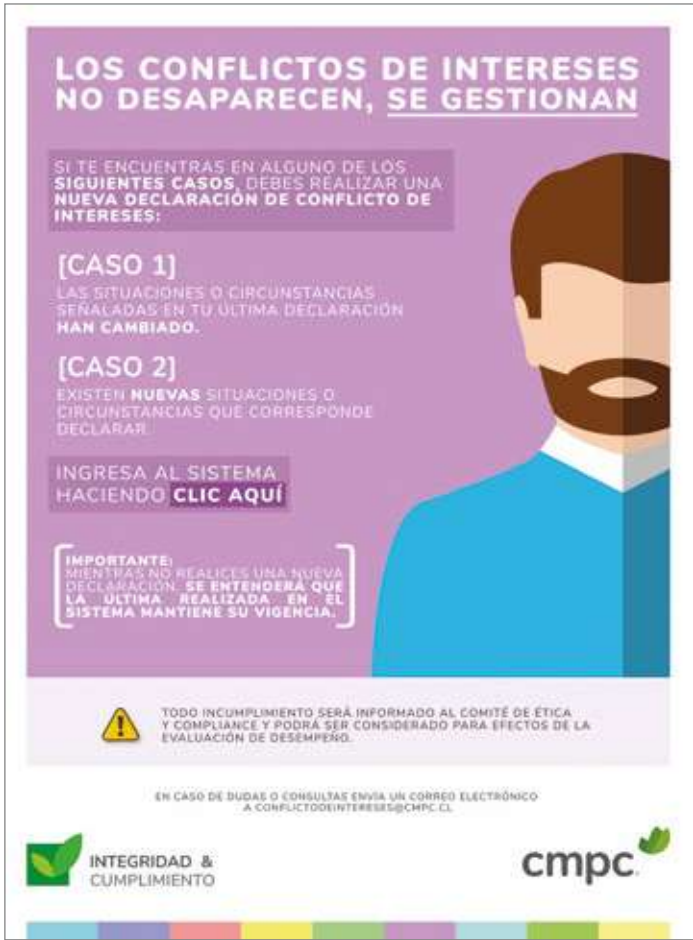 LOS CONFLICTOS DE INTERESES
NO DESAPARECEN, SE GESTIONAN
SI TE ENCUENTRAS EN ALGUNO DE LOS
SIGUIENTES CASOS, DEBES REALIZAR UNA
NUEVA DECLARACIÓN DE CONFLICTO DE
INTERESES:
[CASO 1]
LAS SITUACIONES O CIRCUNSTANCIAS
SEÑALADAS EN TU ÚLTIMA DECLARACIÓN
HAN CAMBIADO.
[CASO 2]
EXISTEN NUEVAS SITUACIONES O
CIRCUNSTANCIAS QUE CORRESPONDE
DECLARAR.
INGRESA AL SISTEMA
HACIENDO CLIC AQUÍ
IMPORTANTE:
MIENTRAS NO REALICES UNA NUEVA
DECLARACIÓN, SE ENTENDERÁ QUE
LA ÚLTIMA REALIZADA EN EL
SISTEMA MANTIENE SU VIGENCIA.
TODO INCUMPLIMIENTO SERÁ INFORMADO AL COMITÉ DE ÉTICA
Y COMPLIANCE Y PODRÁ SER CONSIDERADO PARA EFECTOS DE LA
EVALUACIÓN DE DESEMPEÑO.
EN CASO DE DUDAS O CONSULTAS ENVÍA UN CORREO ELECTRÓNICO
A CONFLICTODEINTERESES@CMPC.CL
INTEGRIDAD &
CUMPLIMIENTO
cmpc